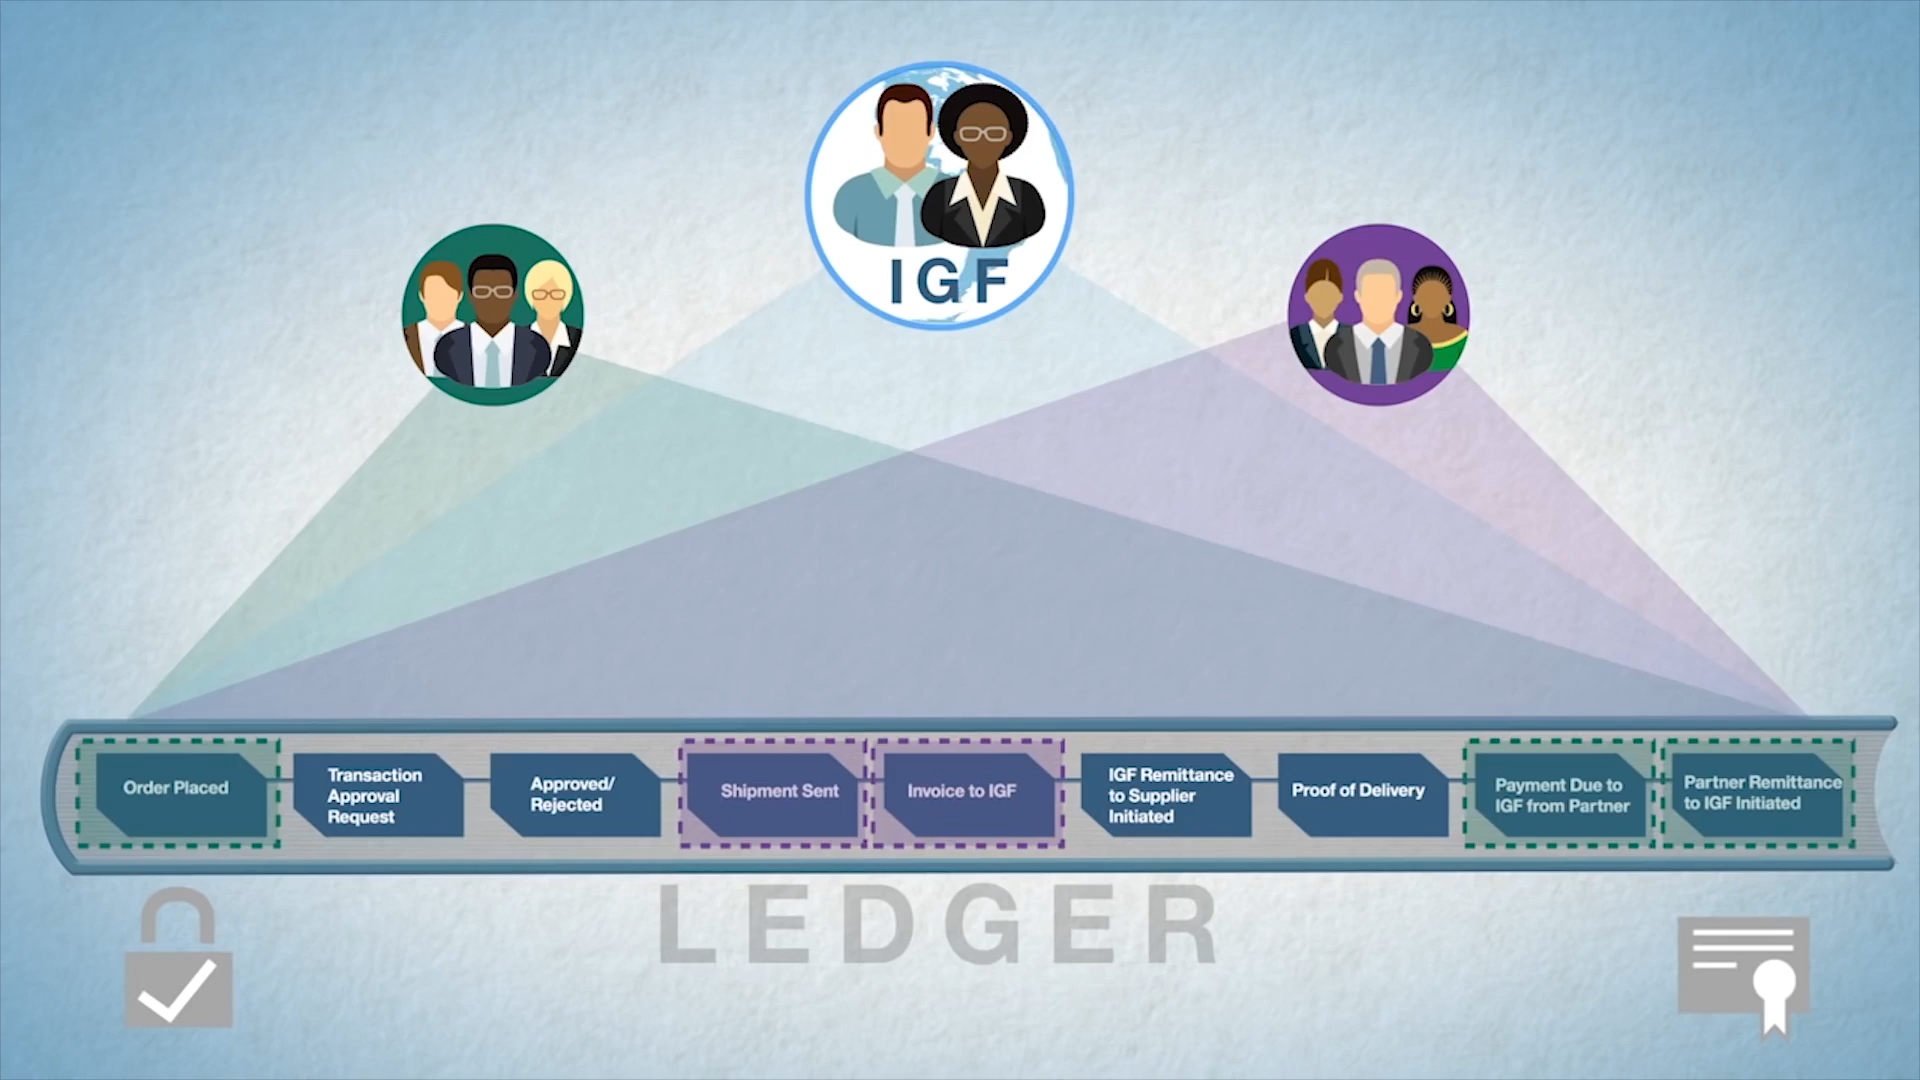 IGF
Order Placed
Transaction
Approval
Request
Approved/
Rejected
Shipment Sent
Invoice to IGF
IGF Remittance
to Supplier
Initiated
Proof of Delivery
Payment Due to
IGF from Partner
Partner Remittance
to IGF Initiated
LEDGER